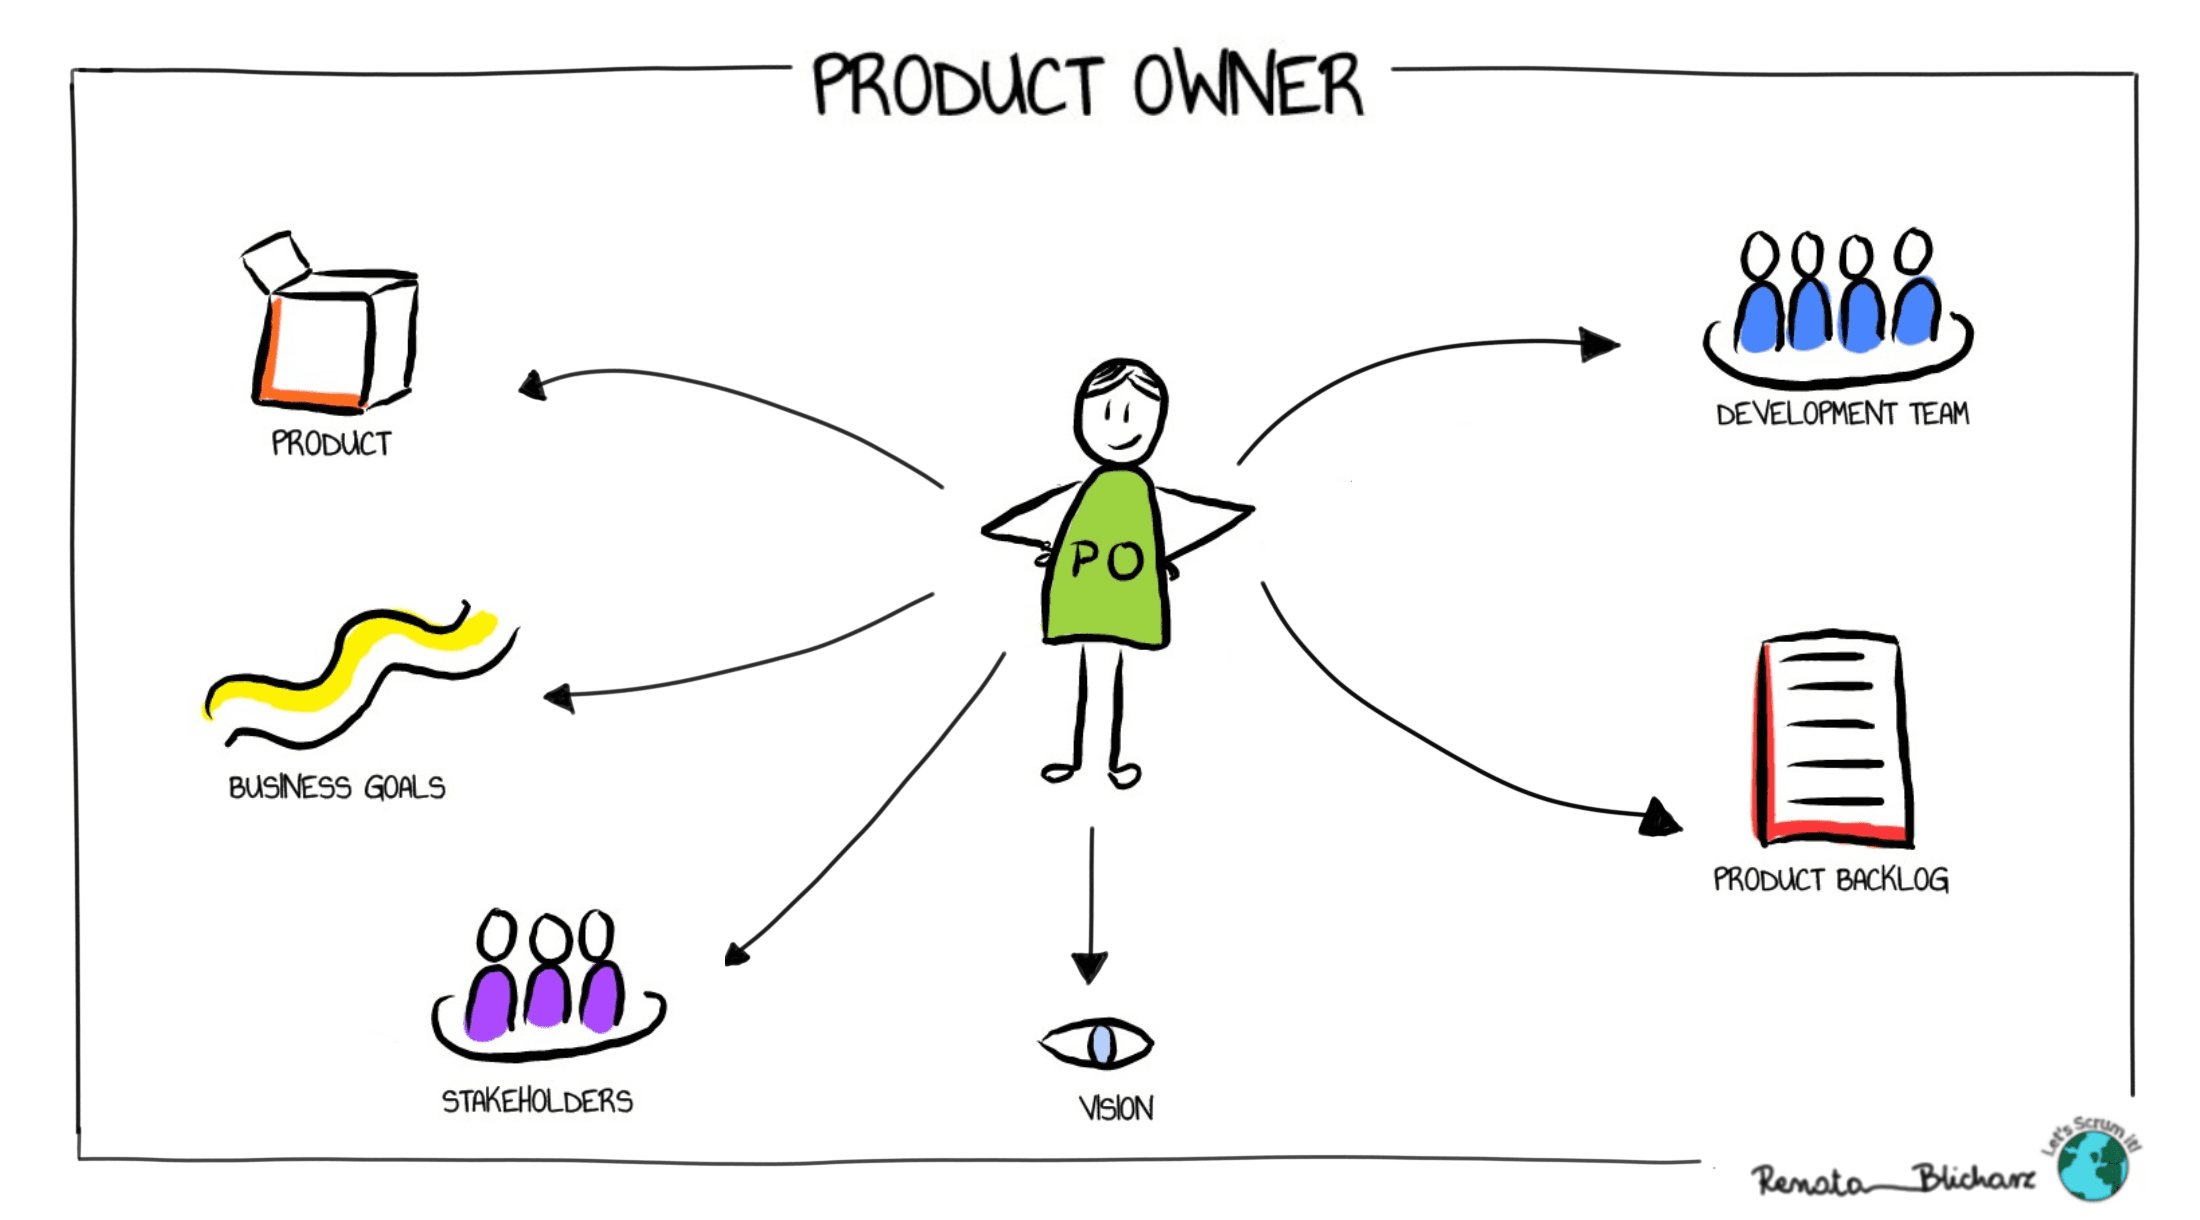 PRODUCT OWNER
PRODUCT
DEVELOPMENT TEAM
PO
BUSINESS GOALS
PRODUCT BACKLOG
STAKEHOLDERS
VISION
Let's Scrum it!
Renata Blicharz